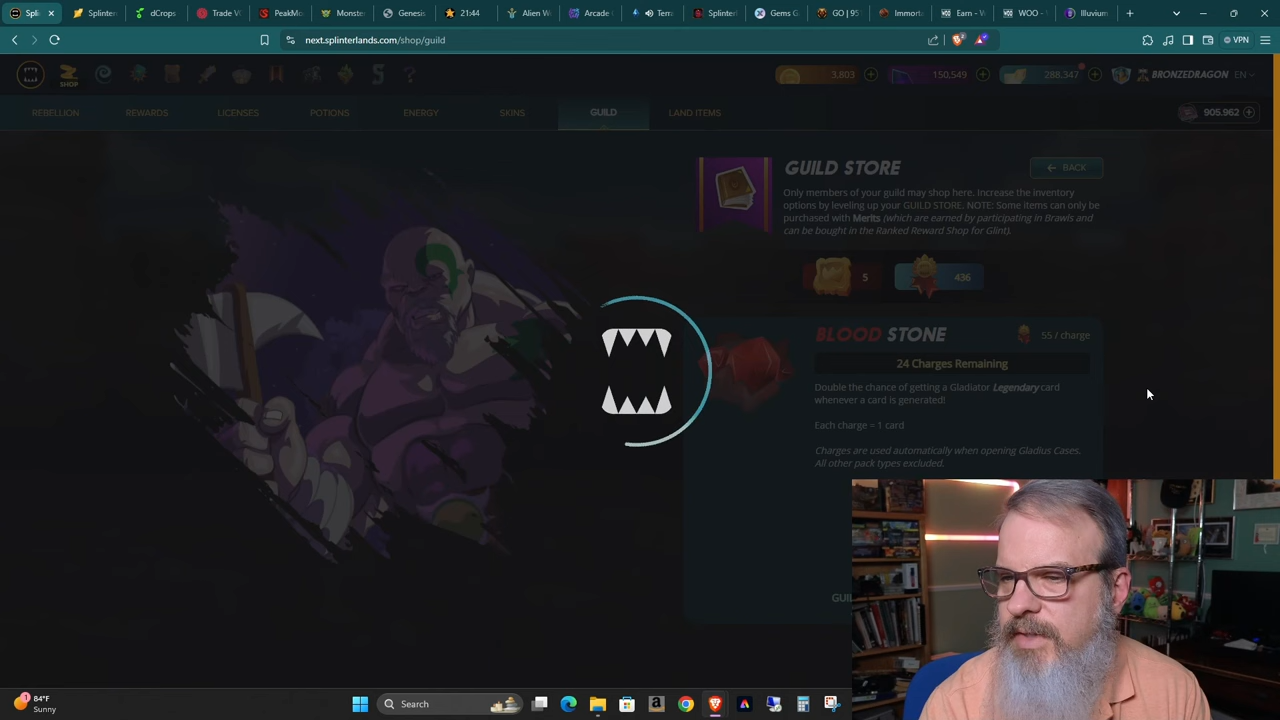 Spli
Splinter
dCrops
Trade V
PeakMo
Monster
Genesis
21:44
Alien W
Arcade
Tem
Splinter
Gems G
GO | 95
Immorta
Earn - W
WOO -
Illuvium
next.splinterlands.com/shop/guild
VPN
SHOP
3,803
150,549
288.347
BRONZEDRAGON
EN
REBELLION
REWARDS
LICENSES
POTIONS
ENERGY
SKINS
GUILD
LAND ITEMS
905.962
GUILD STORE
BACK
Only members of your guild may shop here. Increase the inventory
options by leveling up your GUILD STORE. NOTE: Some items can only be
purchased with Merits (which are earned by participating in Brawls and
can be bought in the Ranked Reward Shop for Glint).
5
436
BLOOD STONE
55 / charge
24 Charges Remaining
Double the chance of getting a Gladiator Legendary card
whenever a card is generated!
Each charge = 1 card
Charges are used automatically when opening Gladius Cases.
All other pack types excluded.
GUIL
1
84°F
Sunny
Search